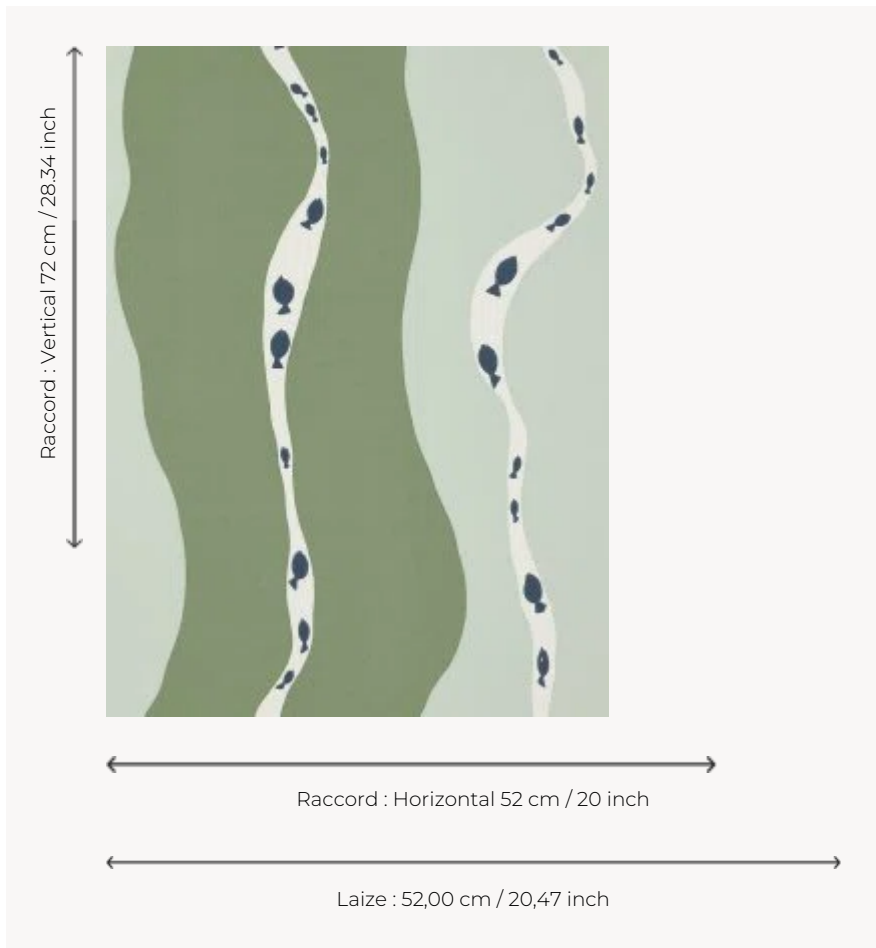 Raccord : Vertical 72 cm / 28.34 inch
Raccord : Horizontal 52 cm / 20 inch
Laize : 52,00 cm / 20,47 inch